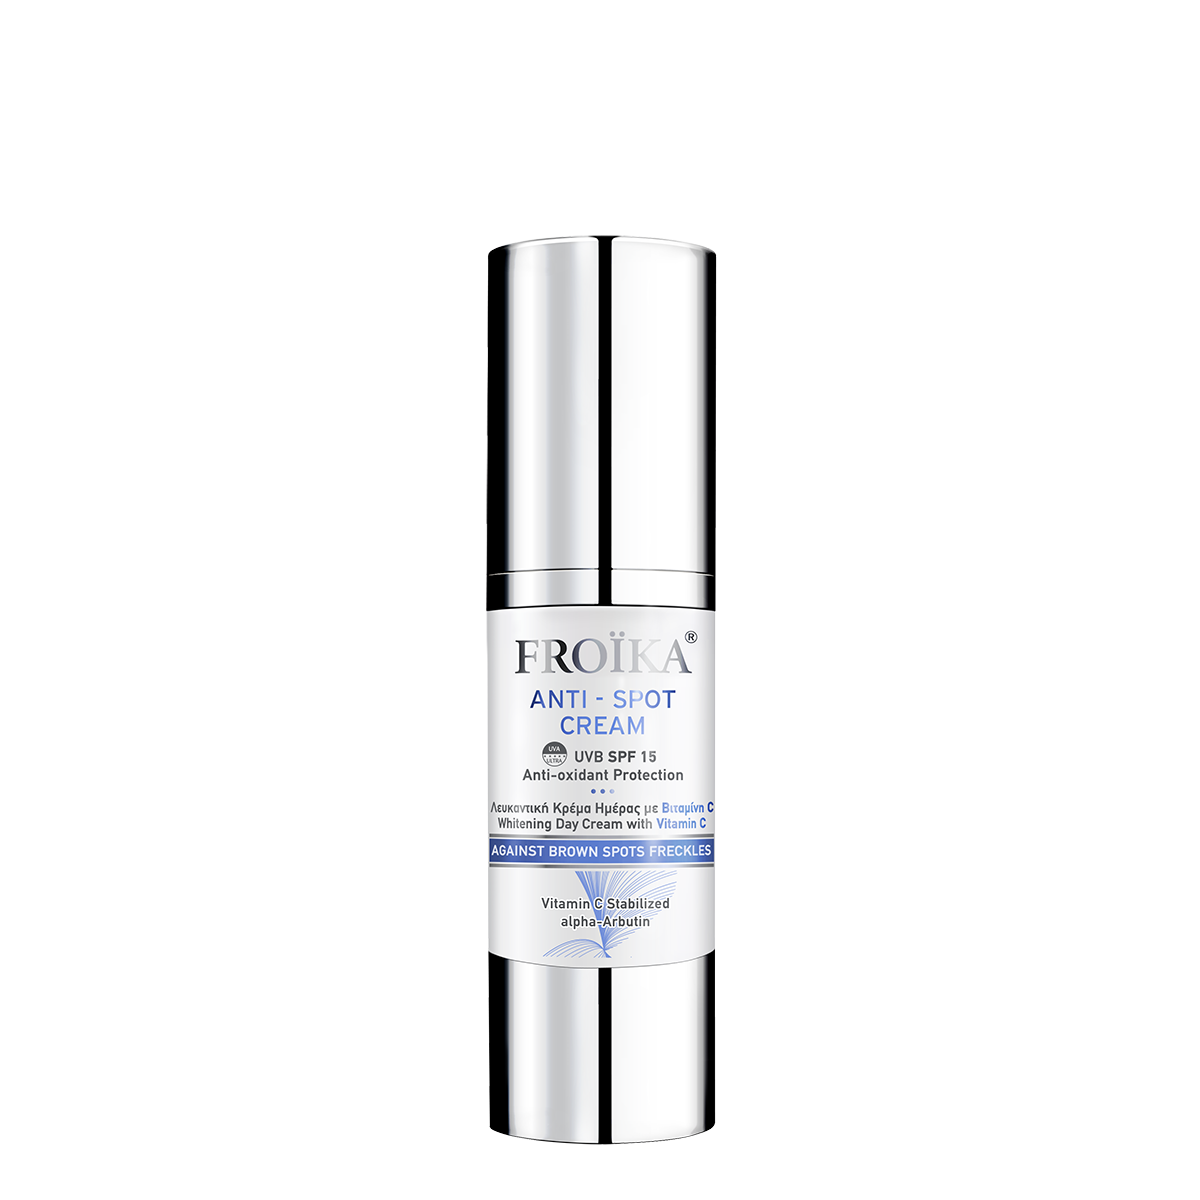 FROÏKA®
ANTI - SPOT
CREAM
UVA
ULTRA
UVB SPF 15
Anti-oxidant Protection
Λευκαντική Κρέμα Ημέρας με Βιταμίνη C
Whitening Day Cream with Vitamin C
AGAINST BROWN SPOTS FRECKLES
Vitamin C Stabilized
alpha-Arbutin